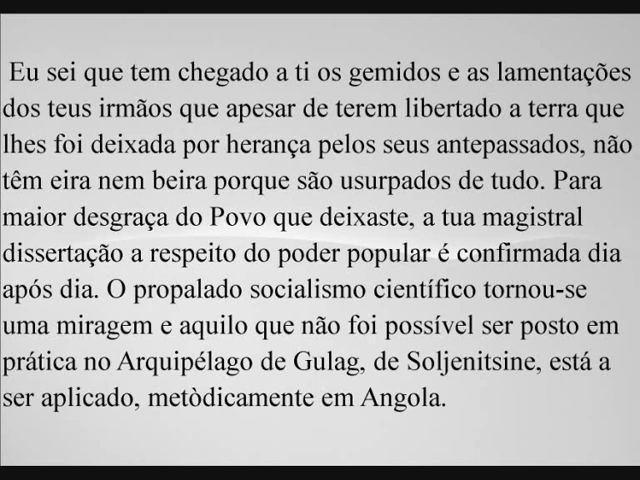 Eu sei que tem chegado a ti os gemidos e as lamentações
dos teus irmãos que apesar de terem libertado a terra que
lhes foi deixada por herança pelos seus antepassados, não
têm eira nem beira porque são usurpados de tudo. Para
maior desgraça do Povo que deixaste, a tua magistral
dissertação a respeito do poder popular é confirmada dia
após dia. O propalado socialismo científico tornou-se
uma miragem e aquilo que não foi possível ser posto em
prática no Arquipélago de Gulag, de Soljenitsine, está a
ser aplicado, metòdicamente em Angola.